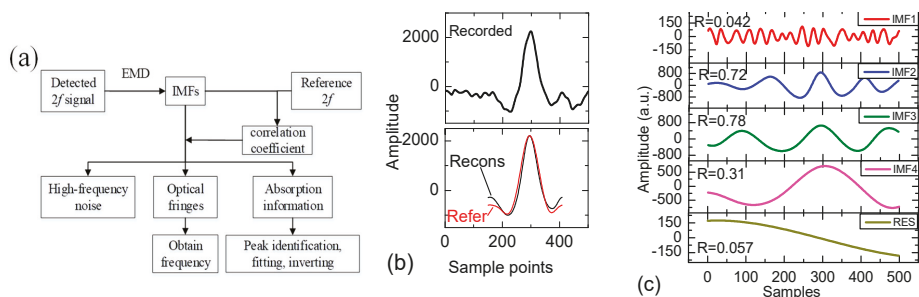 (a)
Detected
2f signal
EMD
IMFs
Reference
2f
correlation
coefficient
High-frequency
noise
Optical
fringes
Absorption
information
Obtain
frequency
Peak identification,
fitting, inverting
(b)
Amplitude
2000
0
Recorded
2000
0
Recons
Refer
0 200 400
Sample points
(c)
Amplitude (a.u.)
150
0
-150
R=0.042
IMF1
800
0
-800
R=0.72
IMF2
800
0
-800
R=0.78
IMF3
500
0
-500
R=0.31
IMF4
150
0
-150
R=0.057
RES
0 100 200 300 400 500
Samples